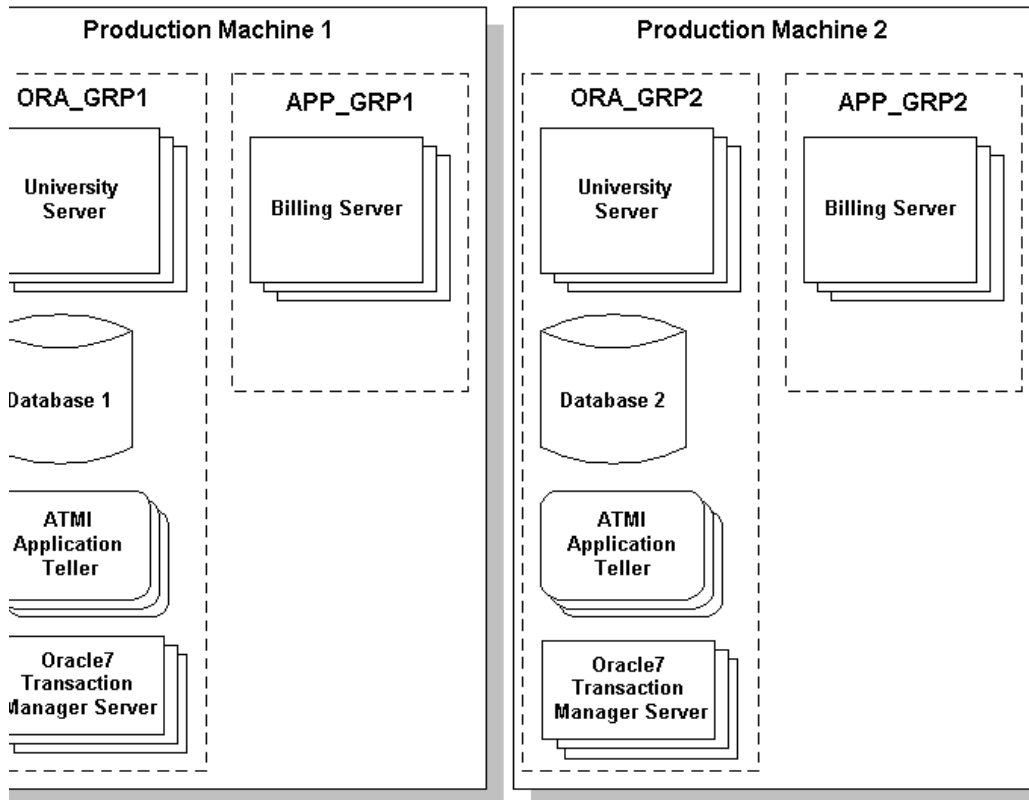 Production Machine 1
ORA_GRP1
University
Server
Database 1
ATMI
Application
Teller
Oracle7
Transaction
Manager Server
APP_GRP1
Billing Server
Production Machine 2
ORA_GRP2
University
Server
Database 2
ATMI
Application
Teller
Oracle7
Transaction
Manager Server
APP_GRP2
Billing Server